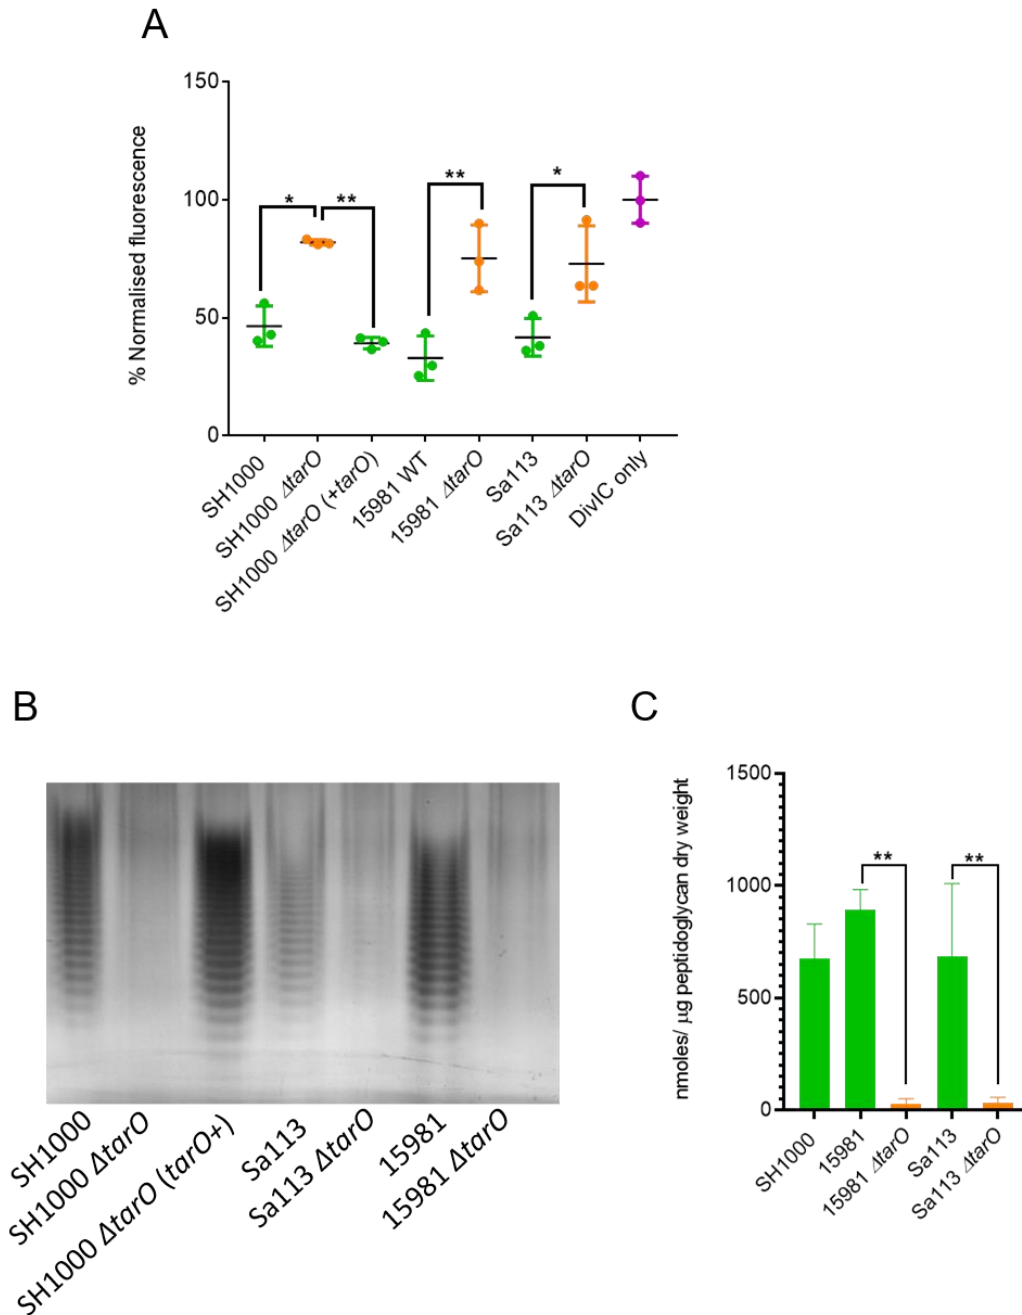 A
% Normalised fluorescence
150
100
50
0
*
**
**
*
SH1000
SH1000 ΔtarO
SH1000 ΔtarO (+tarO)
15981 WT
15981 ΔtarO
Sa113
Sa113 ΔtarO
DivIC only
B
SH1000
SH1000 ΔtarO
SH1000 ΔtarO (tarO+)
Sa113
Sa113 ΔtarO
15981
15981 ΔtarO
C
nmoles/ μg peptidoglycan dry weight
1500
1000
500
0
**
**
SH1000
15981
15981 ΔtarO
Sa113
Sa113 ΔtarO